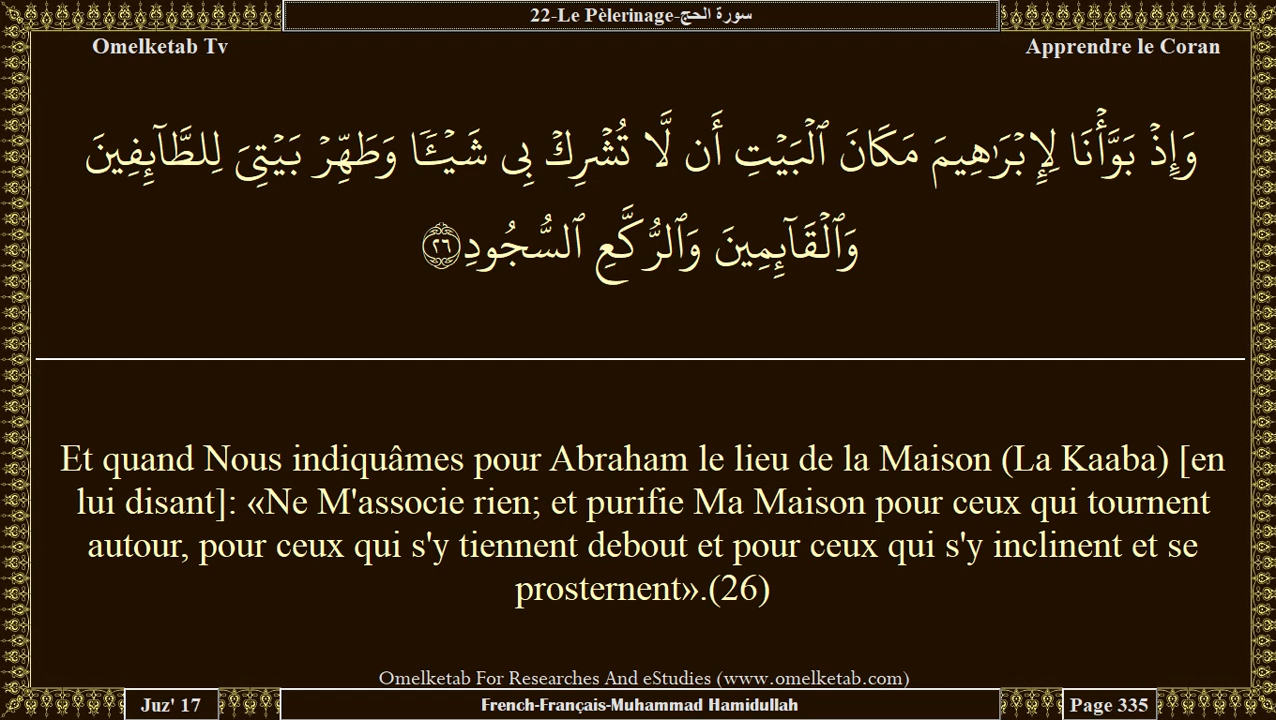 22-Le Pèlerinage-سورة الحج
Omelketab Tv
Apprendre le Coran
وَإِذْ بَوَّأْنَا لِإِبْرَٰهِيمَ مَكَانَ ٱلْبَيْتِ أَن لَّا تُشْرِكْ بِى شَيْـًٔا وَطَهِّرْ بَيْتِىَ لِلطَّآئِفِينَ
وَٱلْقَآئِمِينَ وَٱلرُّكَّعِ ٱلسُّجُودِ ٢٦
Et quand Nous indiquâmes pour Abraham le lieu de la Maison (La Kaaba) [en
lui disant]: «Ne M'associe rien; et purifie Ma Maison pour ceux qui tournent
autour, pour ceux qui s'y tiennent debout et pour ceux qui s'y inclinent et se
prosternent».(26)
Omelketab For Researches And eStudies (www.omelketab.com)
Juz' 17
French-Français-Muhammad Hamidullah
Page 335